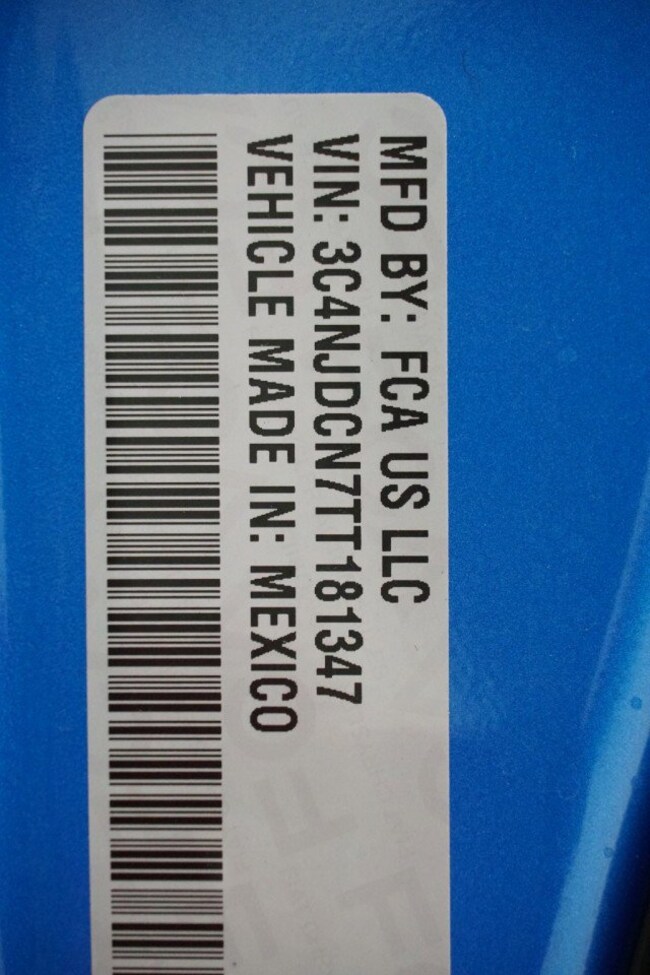 MFD BY: FCA US LLC
VIN: 3C4NJDCN7TT181347
VEHICLE MADE IN: MEXICO